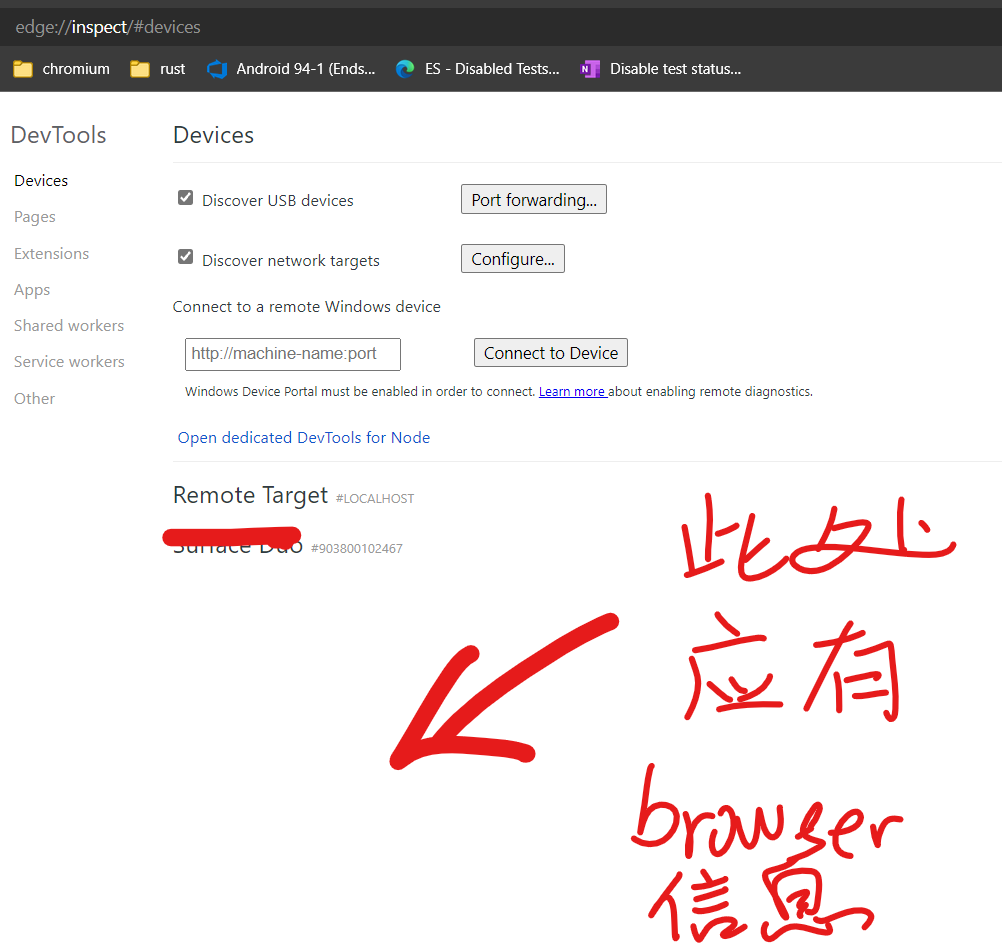 edge://inspect/#devices
chromium rust Android 94-1 (Ends... ES - Disabled Tests... Disable test status...
DevTools
Devices
Pages
Extensions
Apps
Shared workers
Service workers
Other
Devices
Discover USB devices Port forwarding...
Discover network targets Configure...
Connect to a remote Windows device
http://machine-name:port Connect to Device
Windows Device Portal must be enabled in order to connect. Learn more about enabling remote diagnostics.
Open dedicated DevTools for Node
Remote Target #LOCALHOST
Surface Duo #903800102467
此处
应有
browser
信息